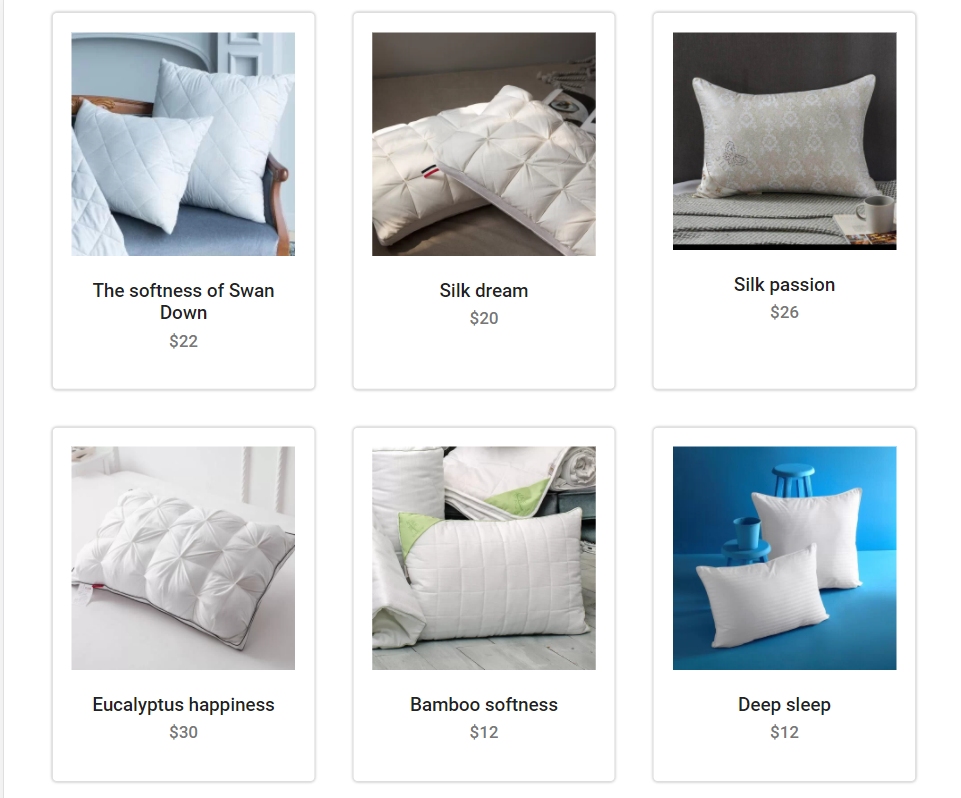 The softness of Swan
Down
$22
Silk dream
$20
Silk passion
$26
Eucalyptus happiness
$30
Bamboo softness
$12
Deep sleep
$12